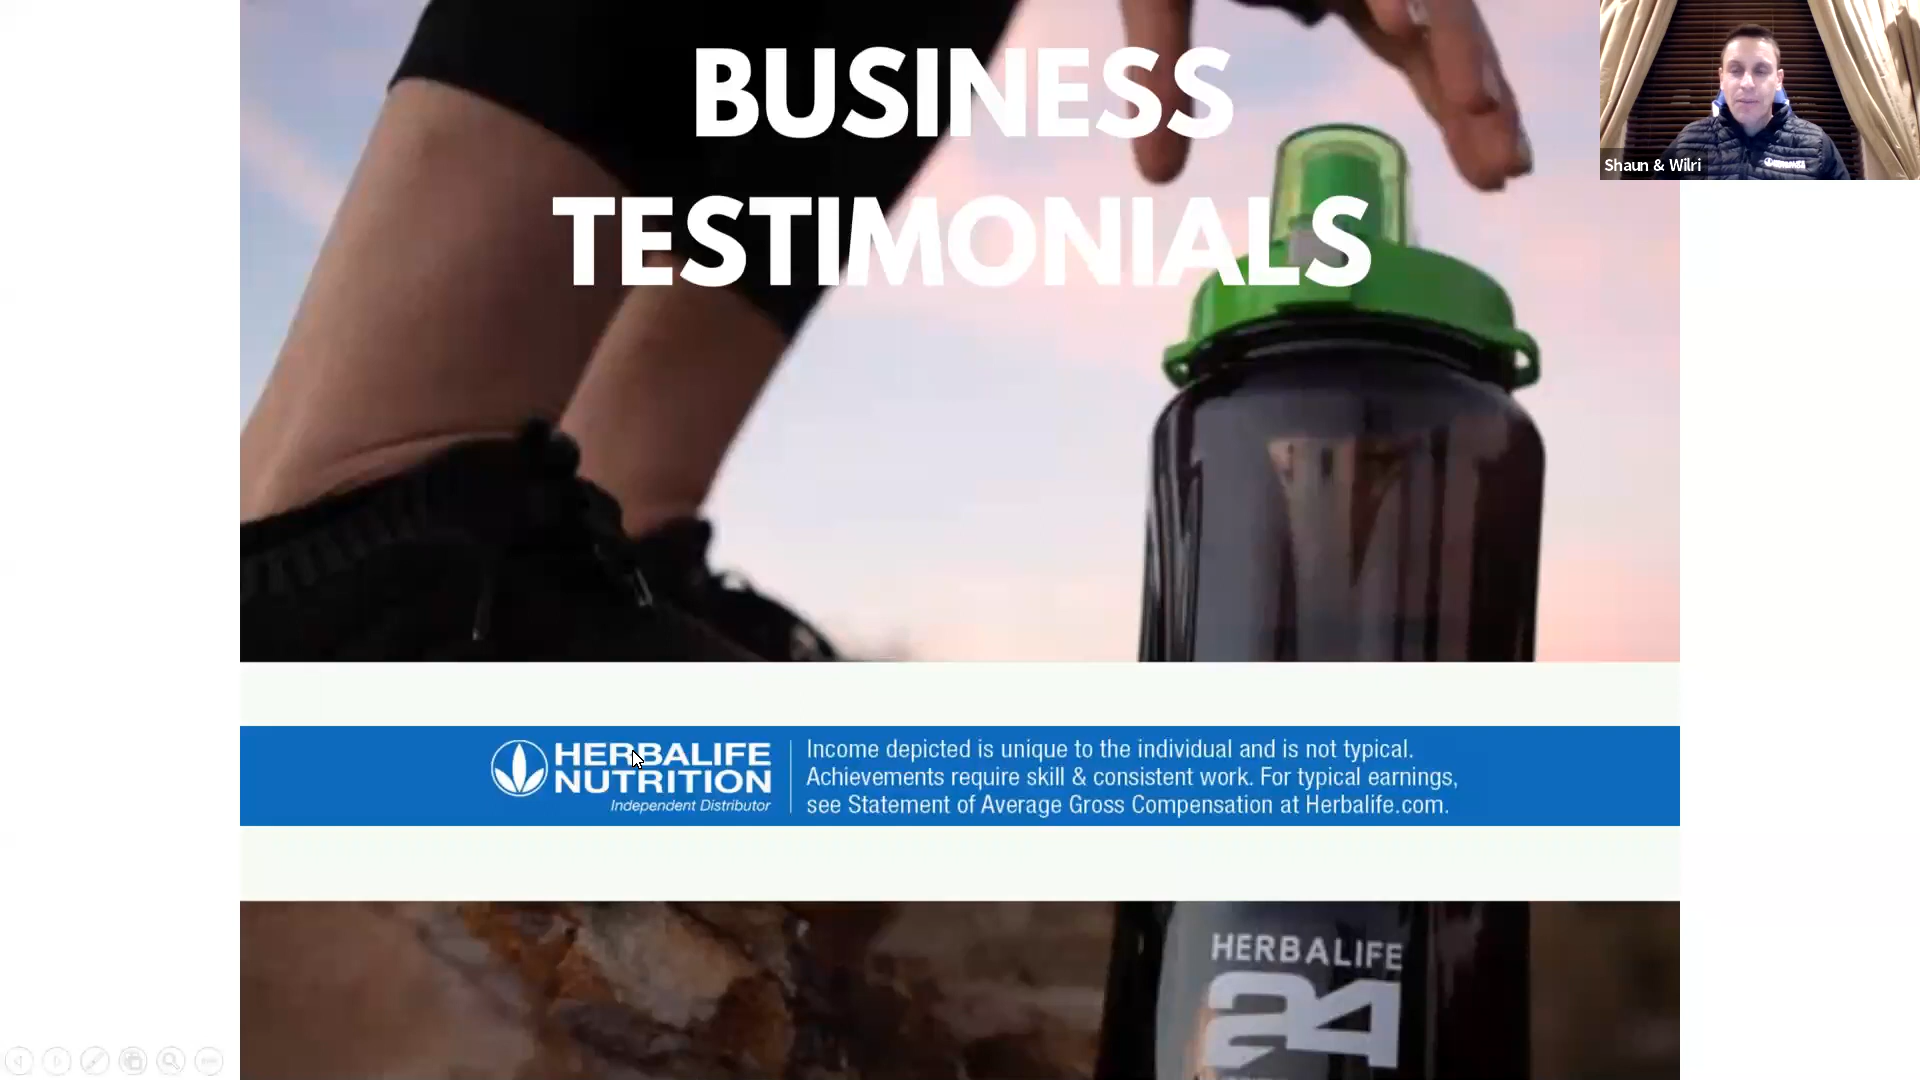 BUSINESS
TESTIMONIALS
Shaun & Wilri
HERBALIFE
NUTRITION
Independent Distributor
Income depicted is unique to the individual and is not typical.
Achievements require skill & consistent work. For typical earnings,
see Statement of Average Gross Compensation at Herbalife.com.
HERBALIFE
24